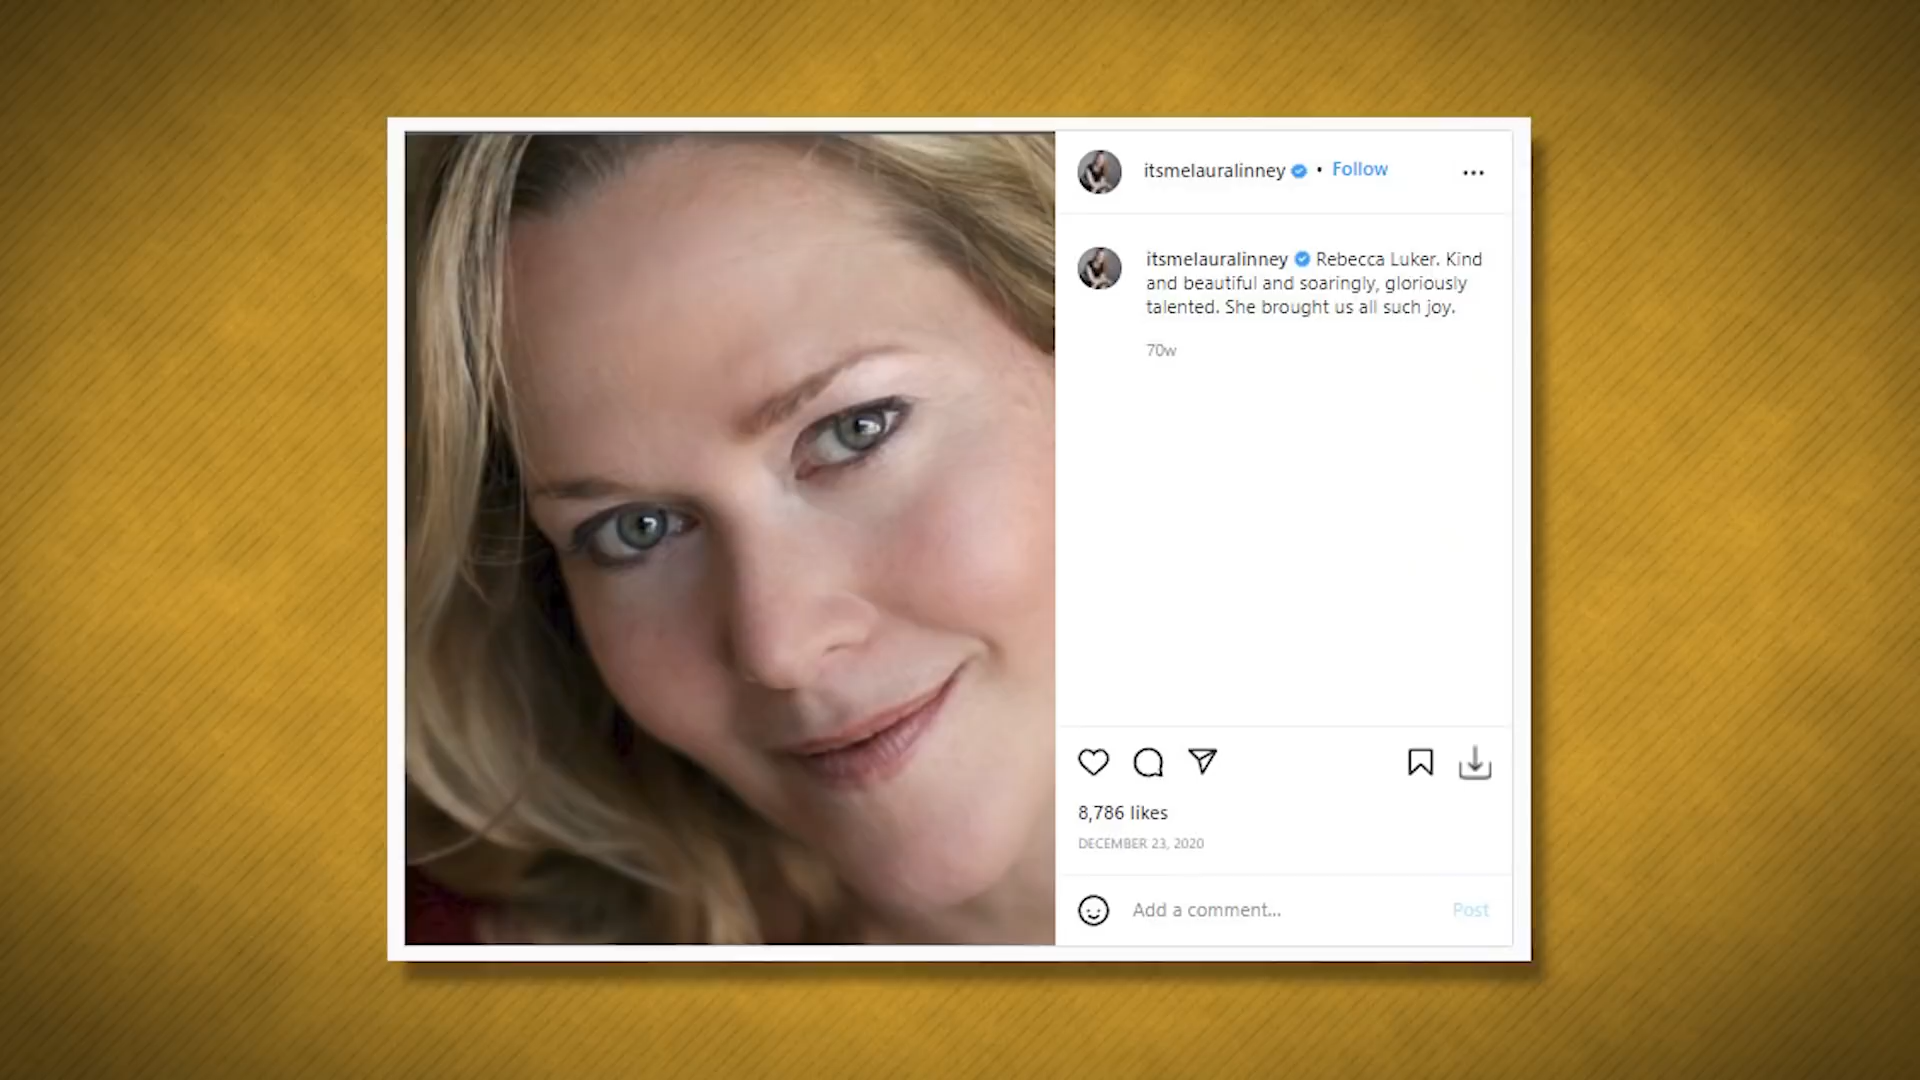 itsmelauralinney • Follow
itsmelauralinney Rebecca Luker. Kind
and beautiful and soaringly, gloriously
talented. She brought us all such joy.
70w
8,786 likes
DECEMBER 23, 2020
Add a comment... Post